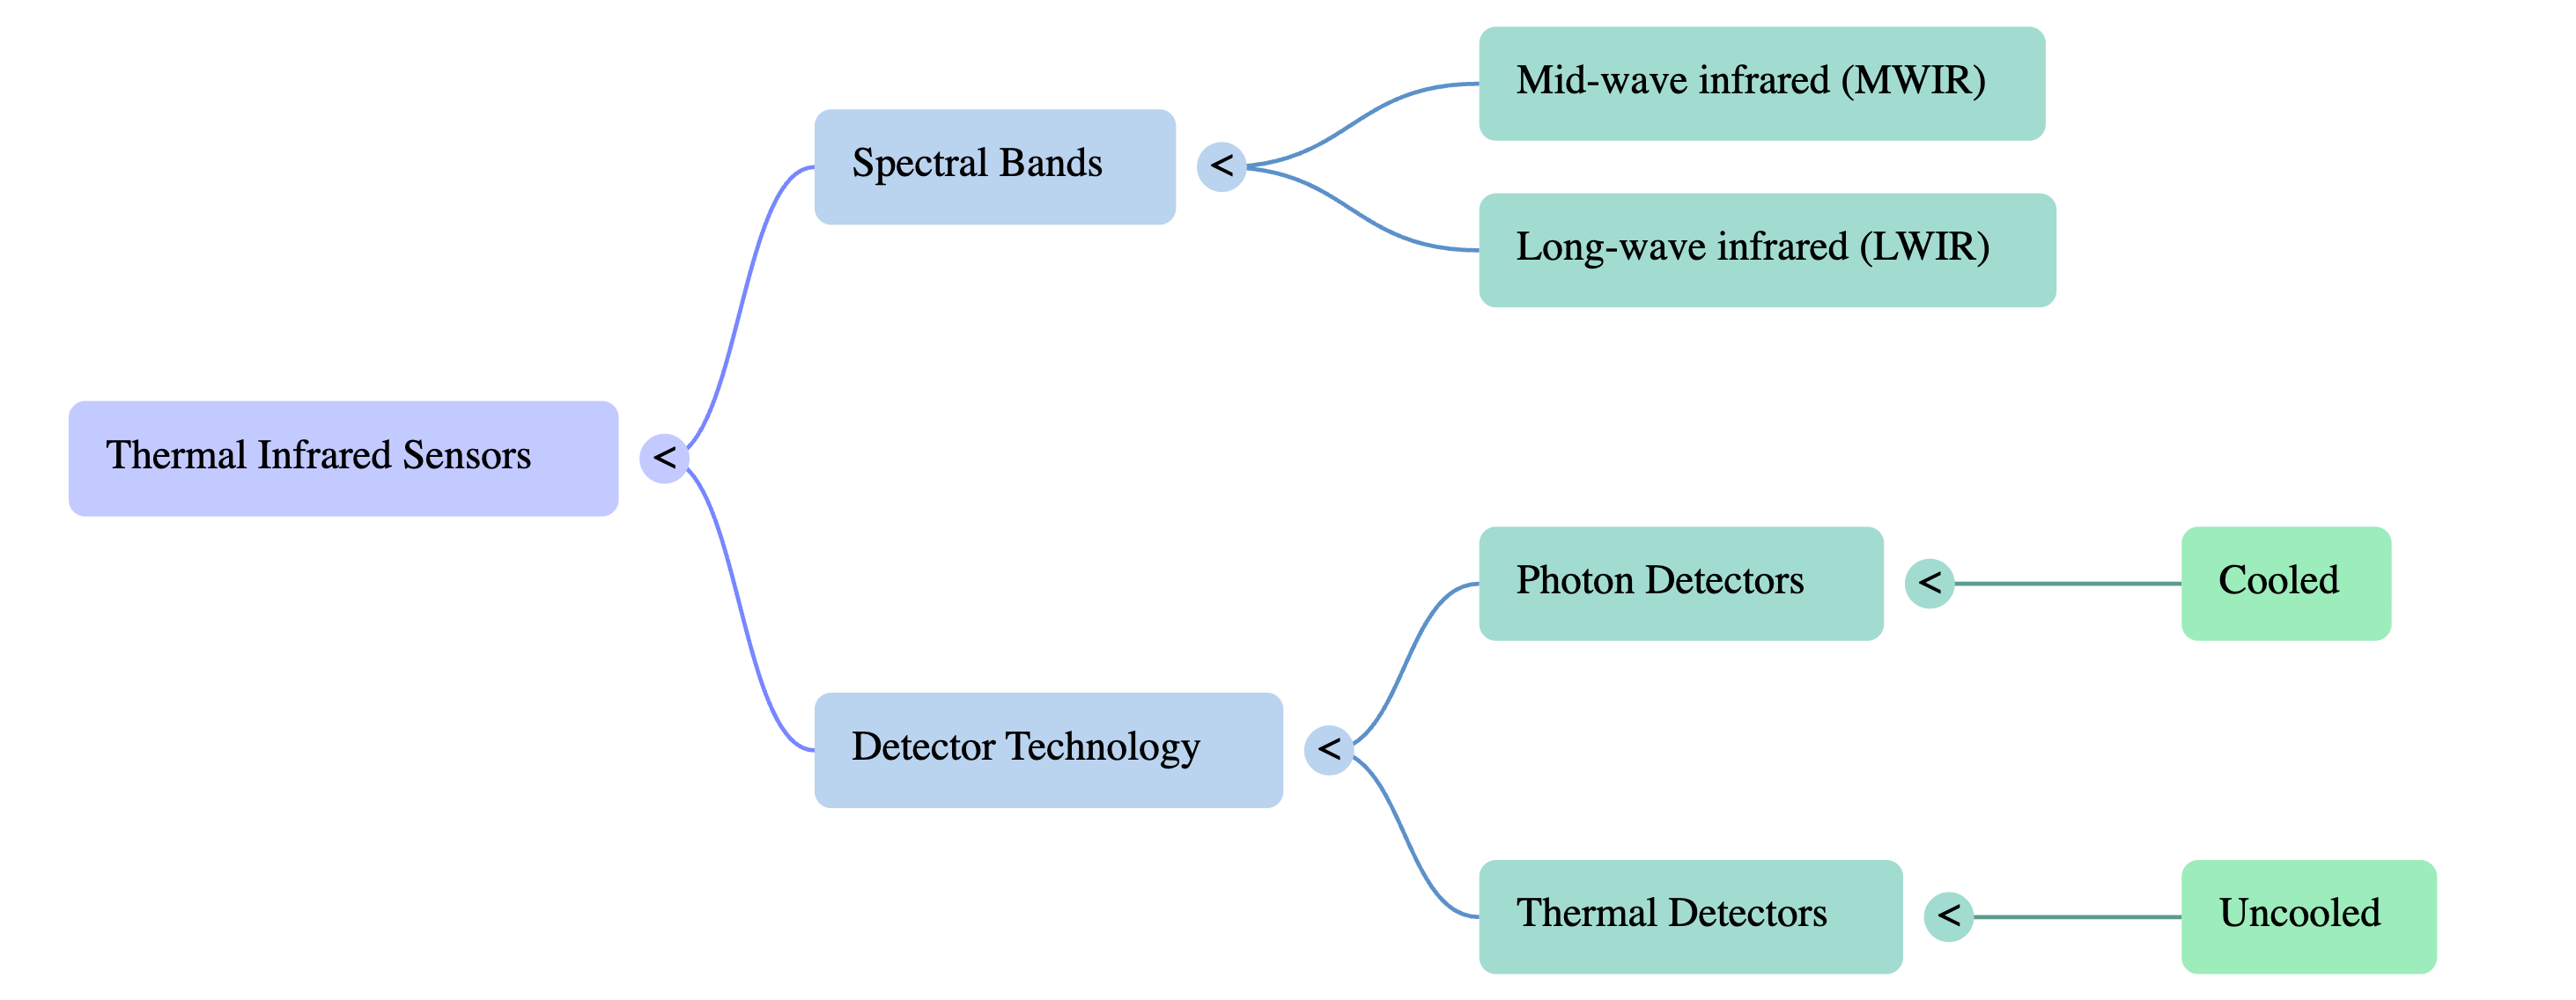 Mid-wave infrared (MWIR)
Spectral Bands
<
Long-wave infrared (LWIR)
Thermal Infrared Sensors
<
Photon Detectors
<
Cooled
Detector Technology
<
Thermal Detectors
<
Uncooled